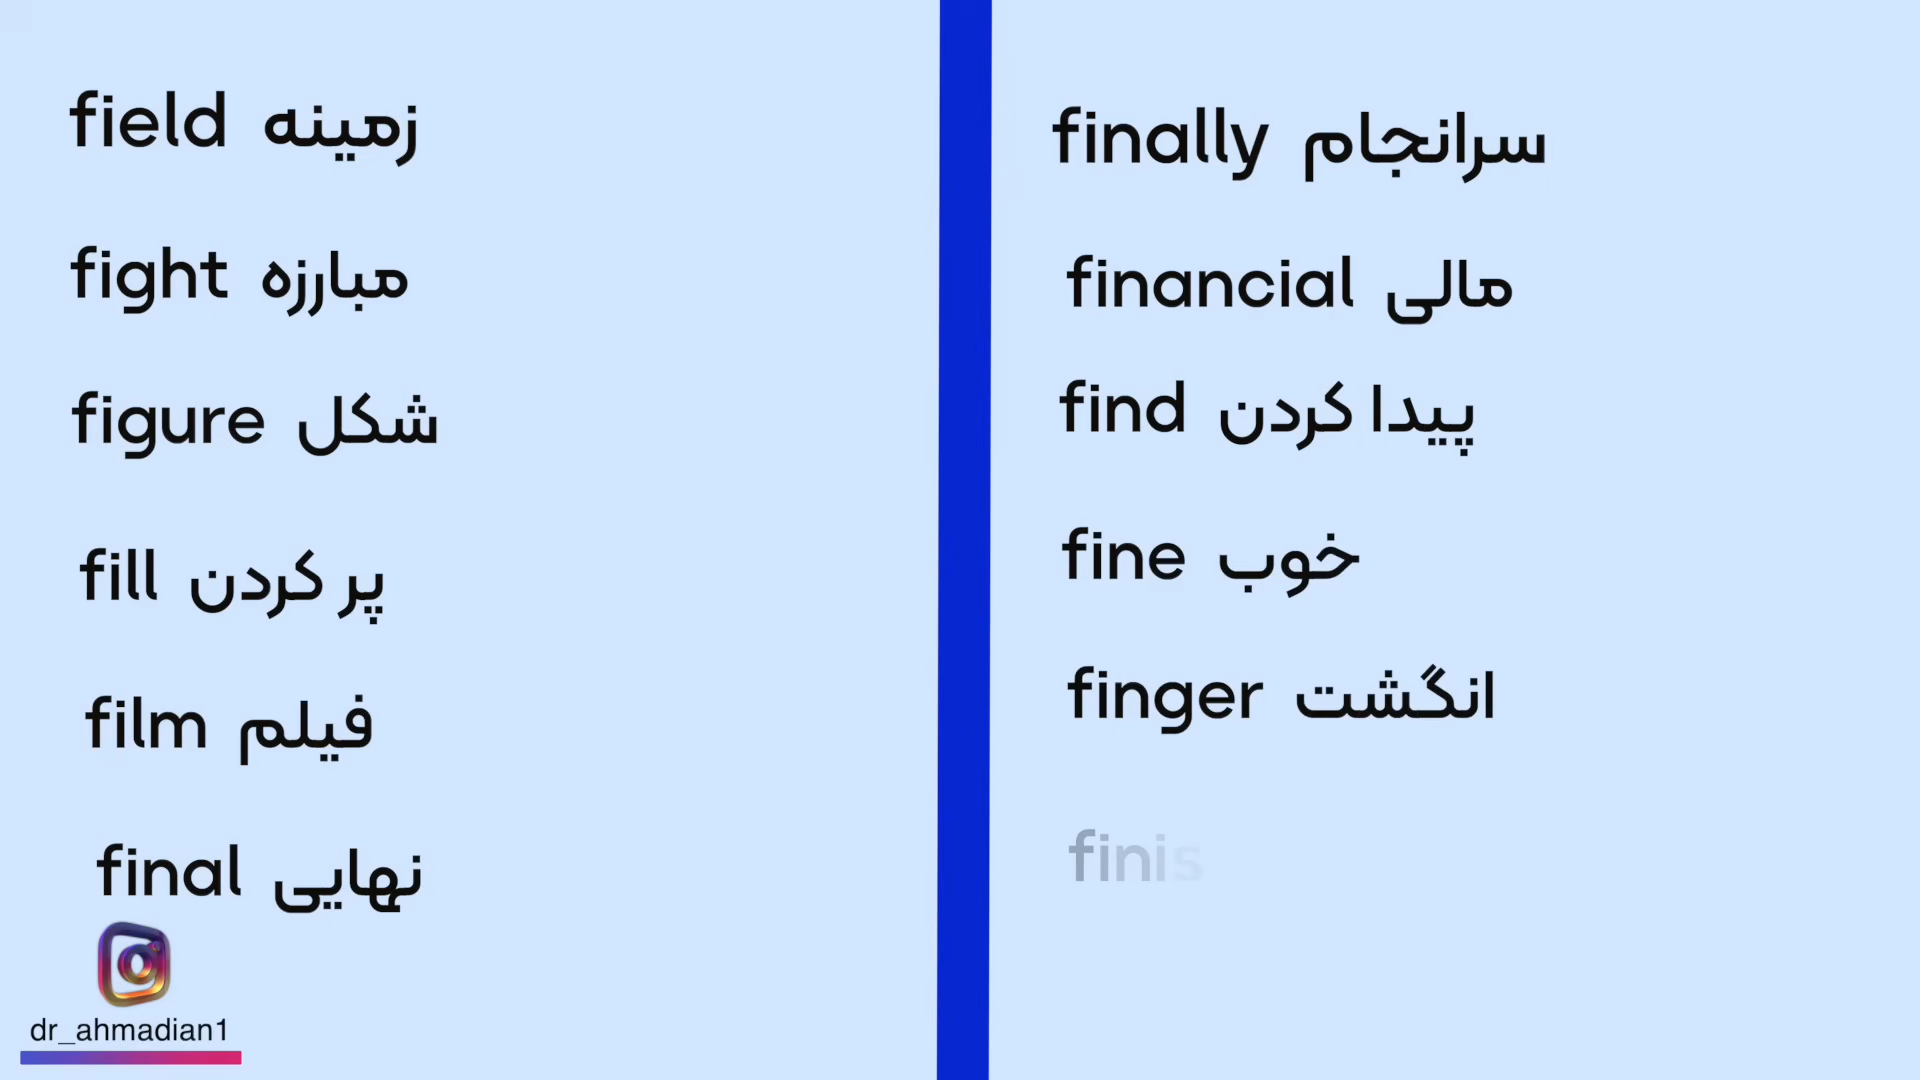 field زمینه
fight مبارزه
figure شکل
fill پر کردن
film فیلم
final نهایی
dr_ahmadian1
finally سرانجام
financial مالی
find پیدا کردن
fine خوب
finger انگشت
finis